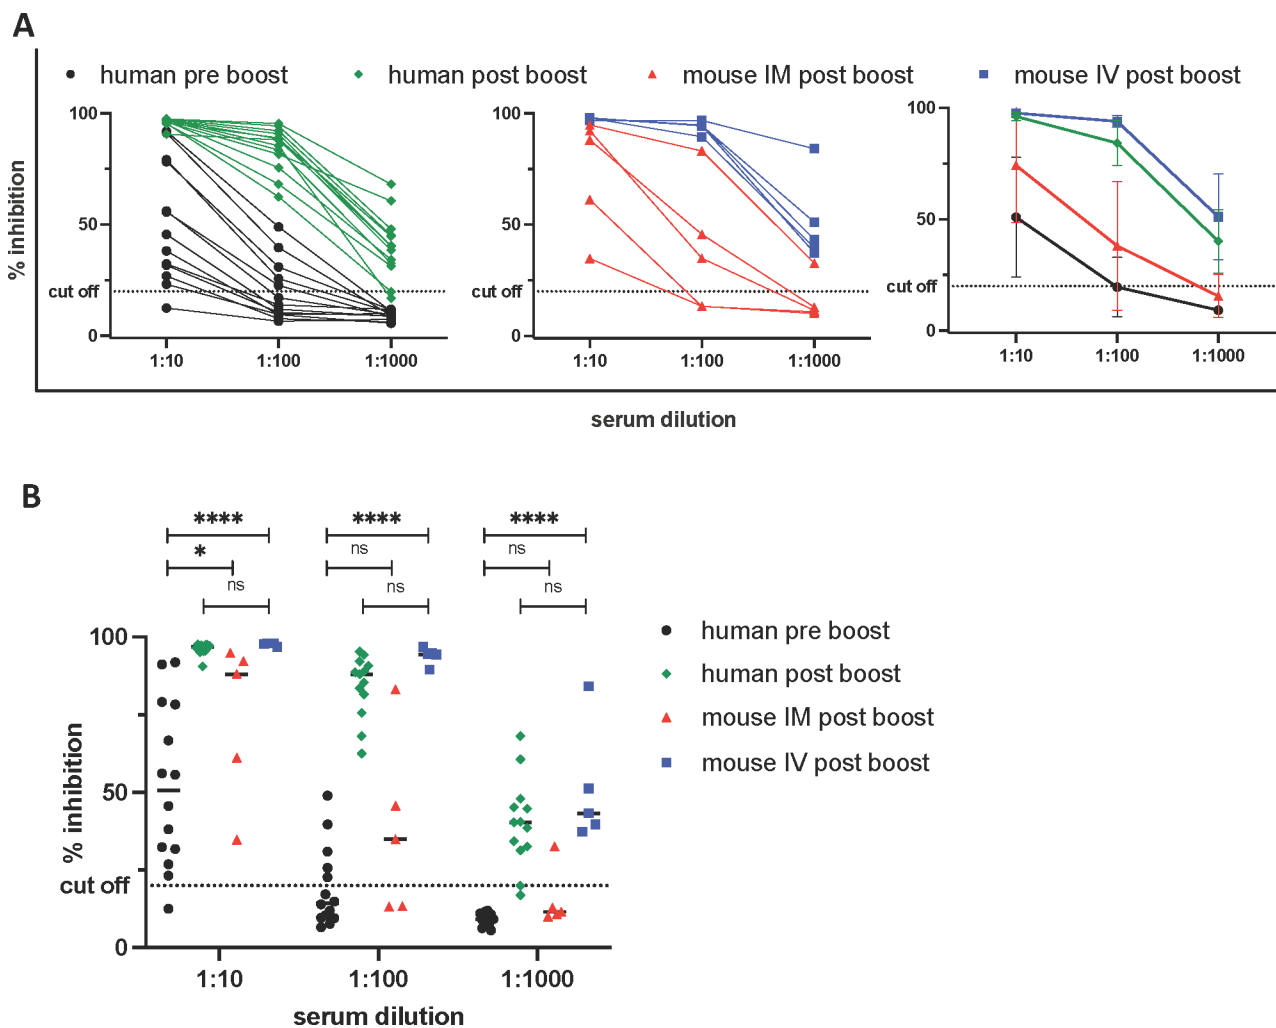 A
human pre boost human post boost mouse IM post boost mouse IV post boost
% inhibition
100
50
cut off
0
1:10 1:100 1:1000
100
50
cut off
0
1:10 1:100 1:1000
100
50
cut off
0
1:10 1:100 1:1000
serum dilution
B
**** **** ****
* ns ns
ns ns ns
% inhibition
100
50
cut off
0
1:10 1:100 1:1000
serum dilution
human pre boost
human post boost
mouse IM post boost
mouse IV post boost